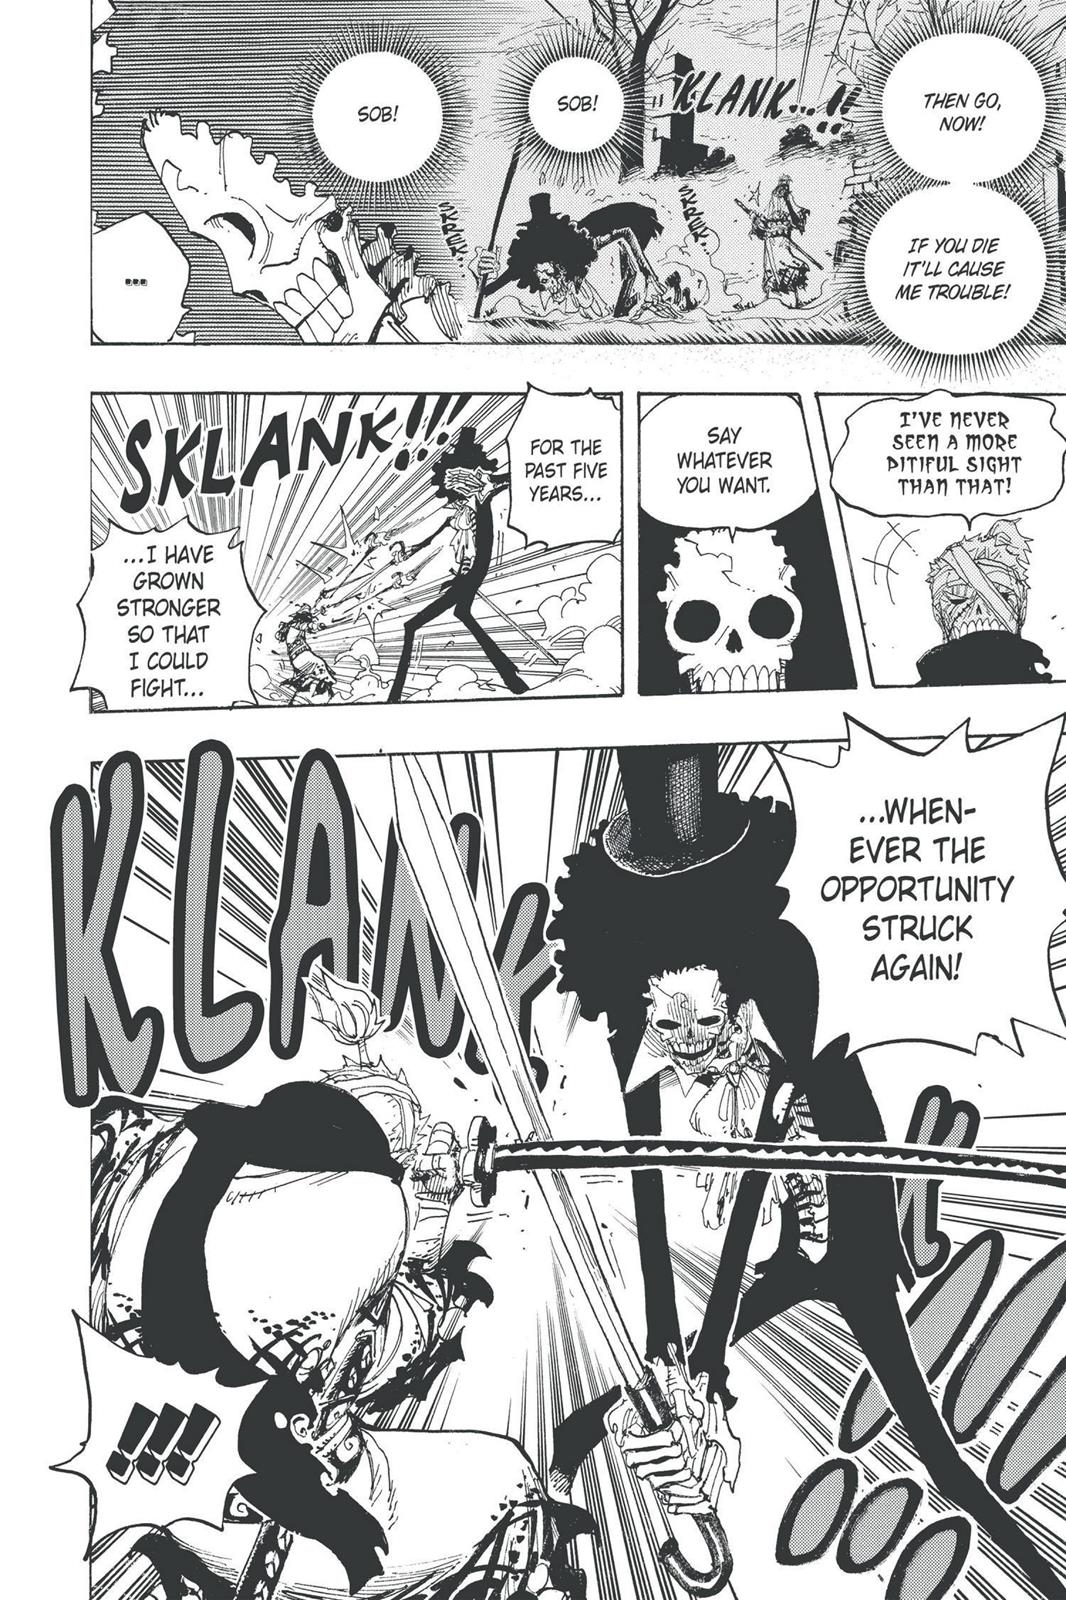 THEN GO,
NOW!
IF YOU DIE
IT'LL CAUSE
ME TROUBLE!
KLANK...!!
SKREK...
SKREK...
SOB!
SOB!
...
I'VE NEVER
SEEN A MORE
PITIFUL SIGHT
THAN THAT!
SAY
WHATEVER
YOU WANT.
FOR THE
PAST FIVE
YEARS...
SKLANK!!!
...I HAVE
GROWN
STRONGER
SO THAT
I COULD
FIGHT...
...WHEN-
EVER THE
OPPORTUNITY
STRUCK
AGAIN!
KLANK
!!!